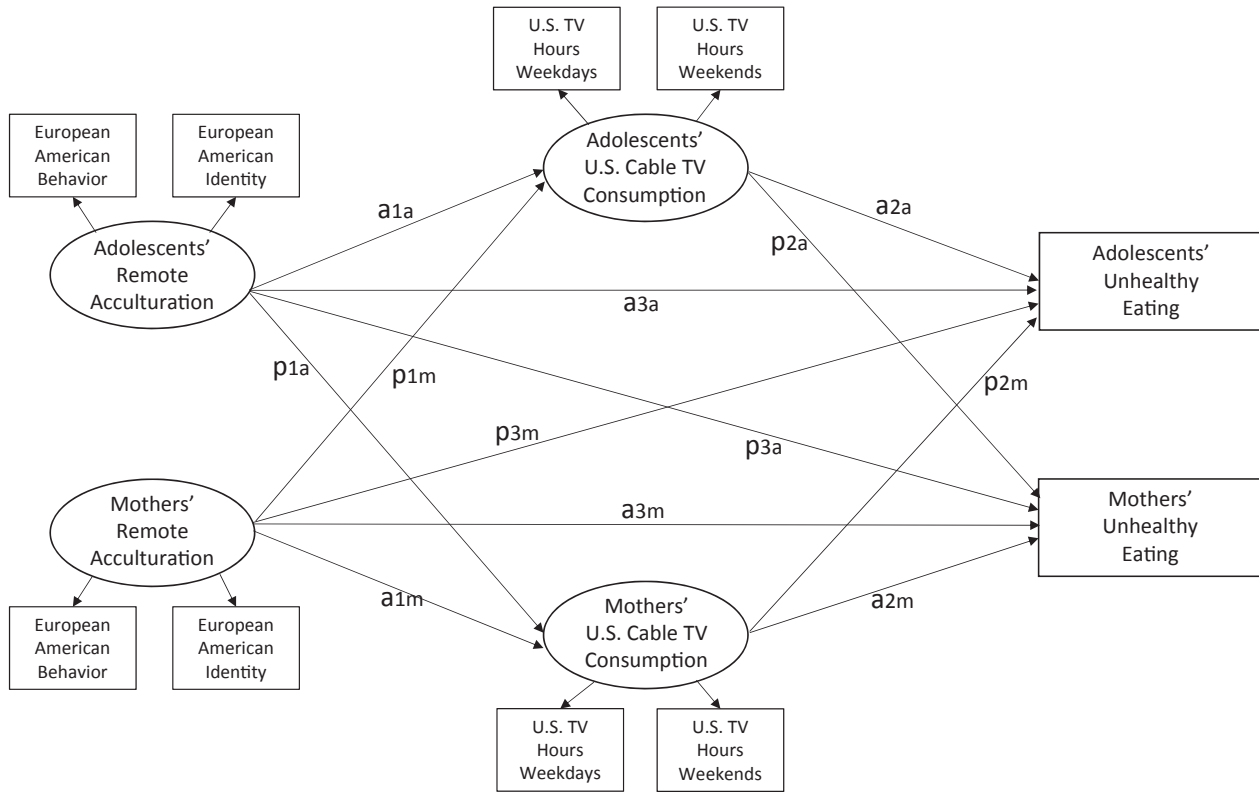 U.S. TV
Hours
Weekdays
U.S. TV
Hours
Weekends
European
American
Behavior
European
American
Identity
Adolescents’
U.S. Cable TV
Consumption
Adolescents’
Remote
Acculturation
a1a
a2a
p2a
Adolescents’
Unhealthy
Eating
a3a
p1a
p1m
p2m
p3m
p3a
Mothers’
Remote
Acculturation
a3m
Mothers’
Unhealthy
Eating
a1m
a2m
European
American
Behavior
European
American
Identity
Mothers’
U.S. Cable TV
Consumption
U.S. TV
Hours
Weekdays
U.S. TV
Hours
Weekends